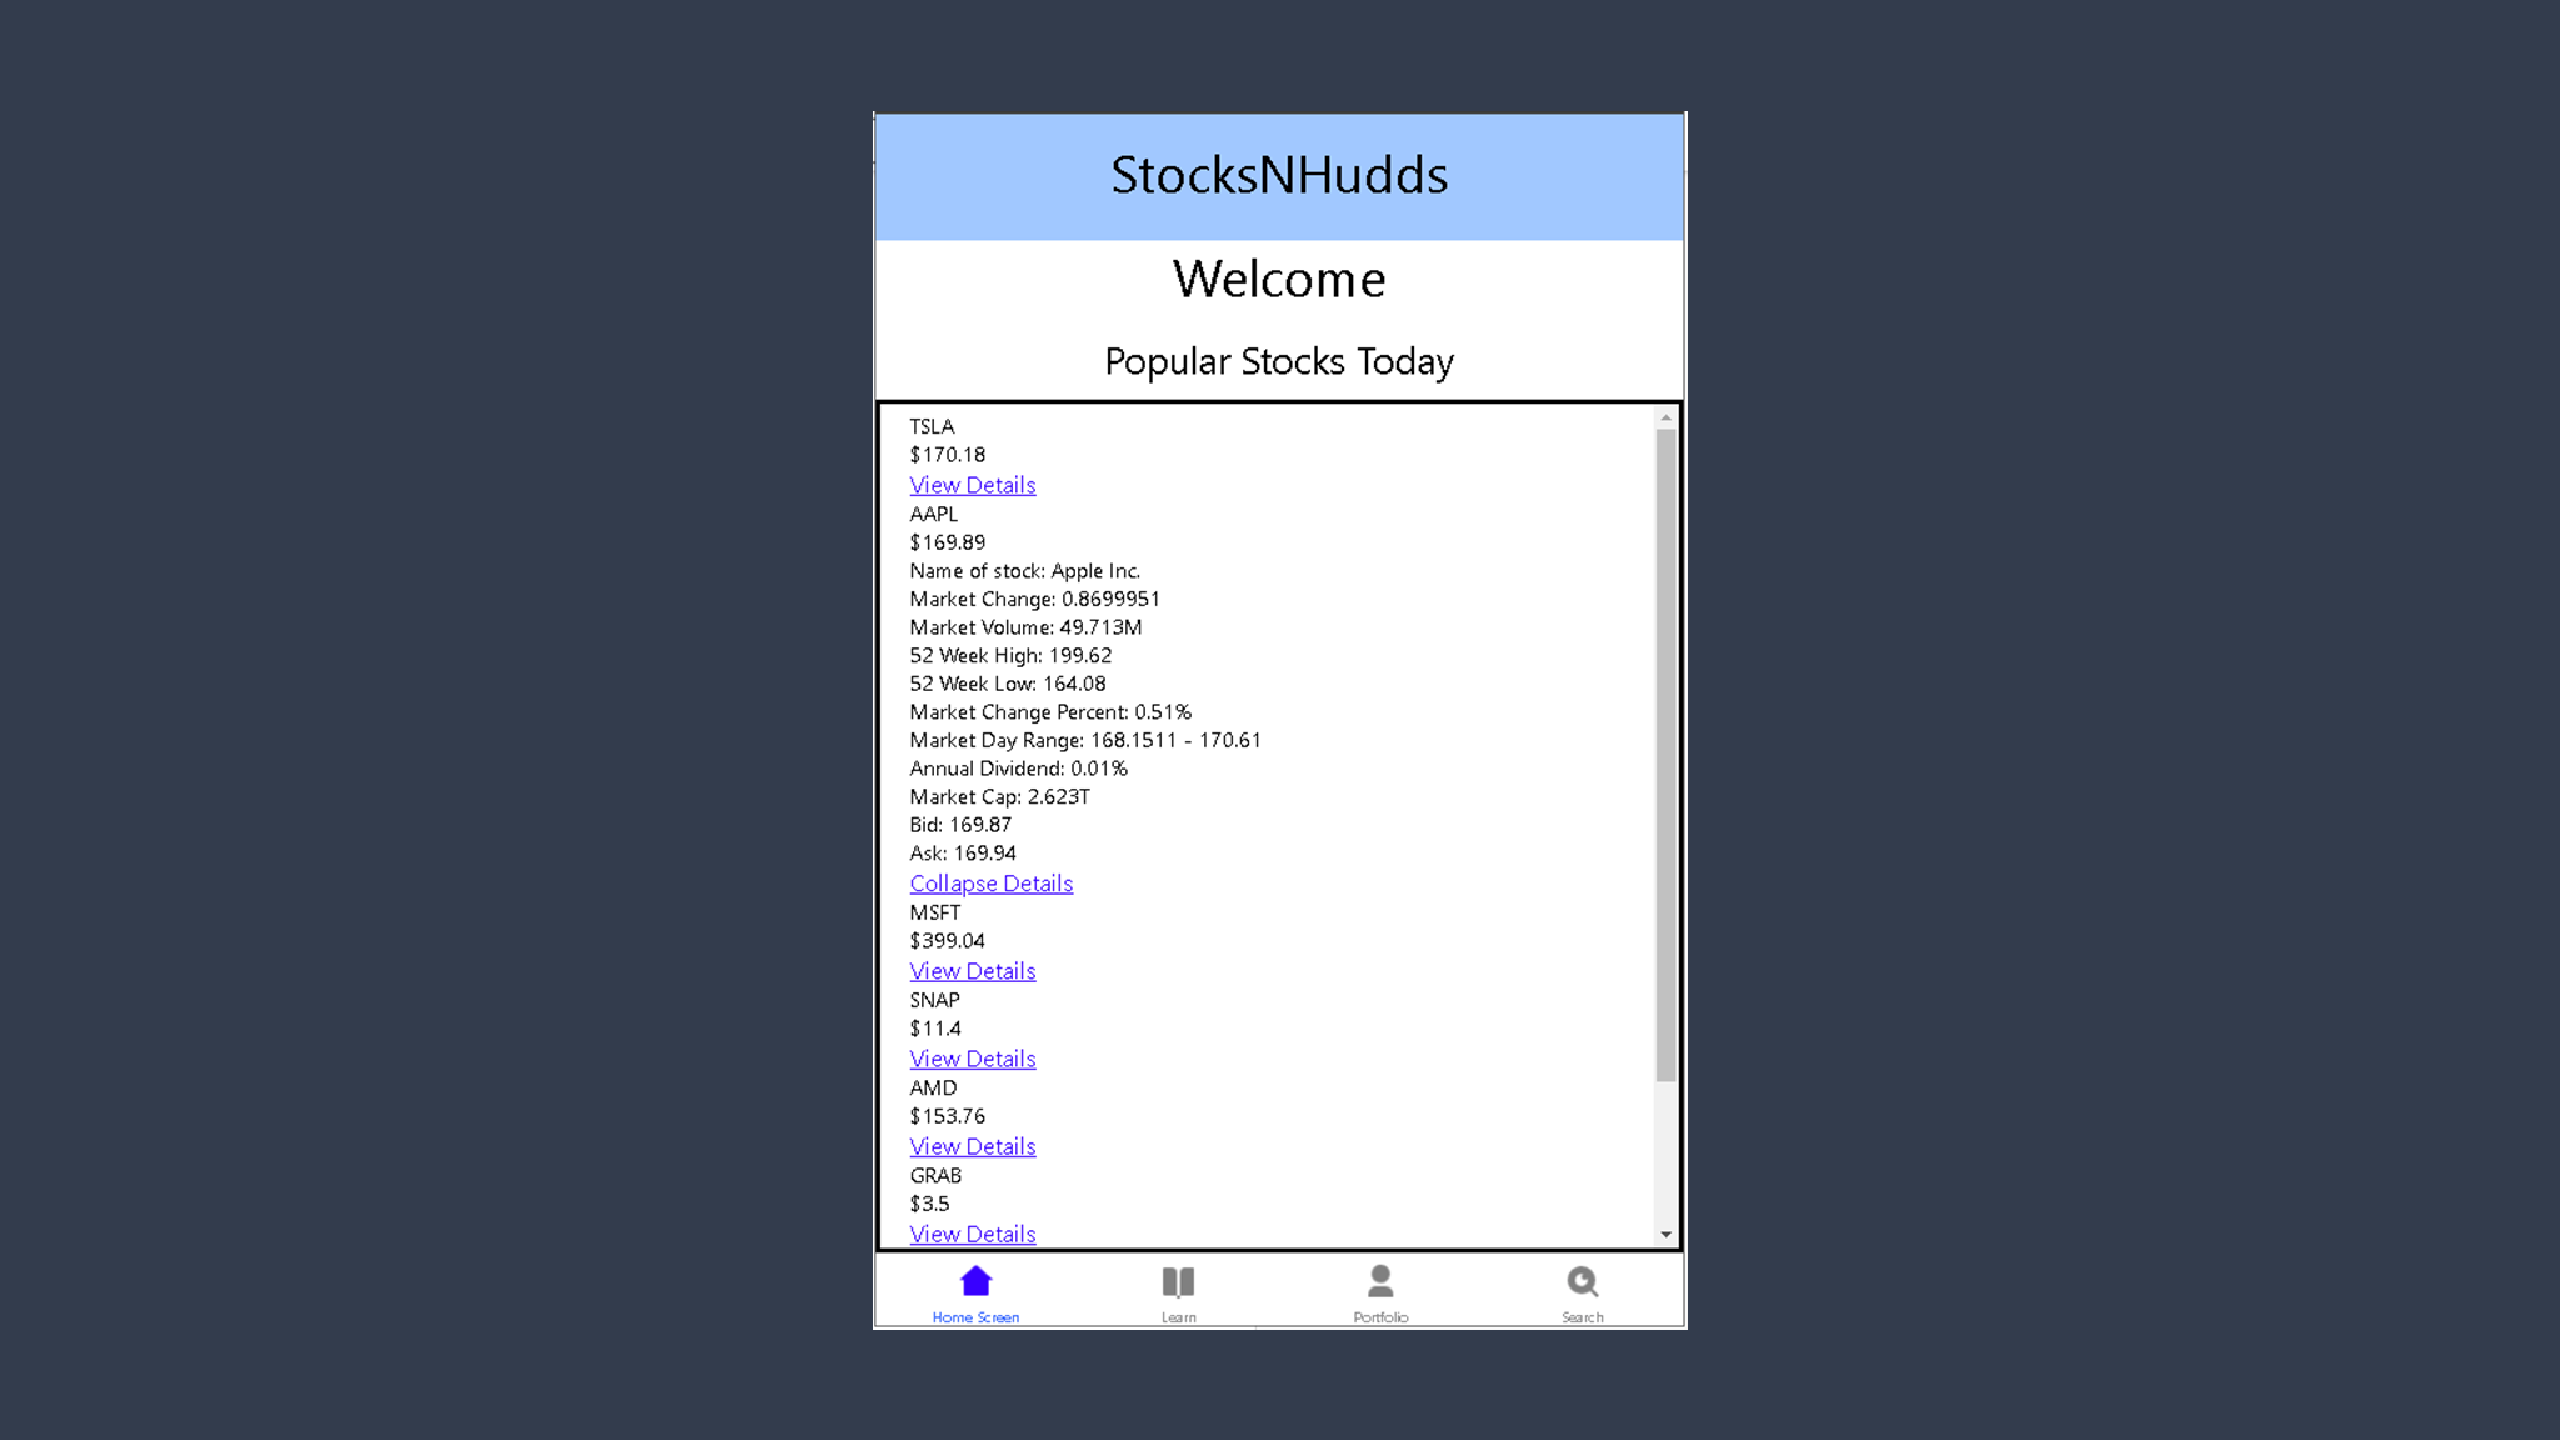 StocksNHudds
Welcome
Popular Stocks Today
TSLA
$170.18
View Details
AAPL
$169.89
Name of stock: Apple Inc.
Market Change: 0.8699951
Market Volume: 49.713M
52 Week High: 199.62
52 Week Low: 164.08
Market Change Percent: 0.51%
Market Day Range: 168.1511 - 170.61
Annual Dividend: 0.01%
Market Cap: 2.623T
Bid: 169.87
Ask: 169.94
Collapse Details
MSFT
$399.04
View Details
SNAP
$11.4
View Details
AMD
$153.76
View Details
GRAB
$3.5
View Details
Home Screen
Learn
Portfolio
Search